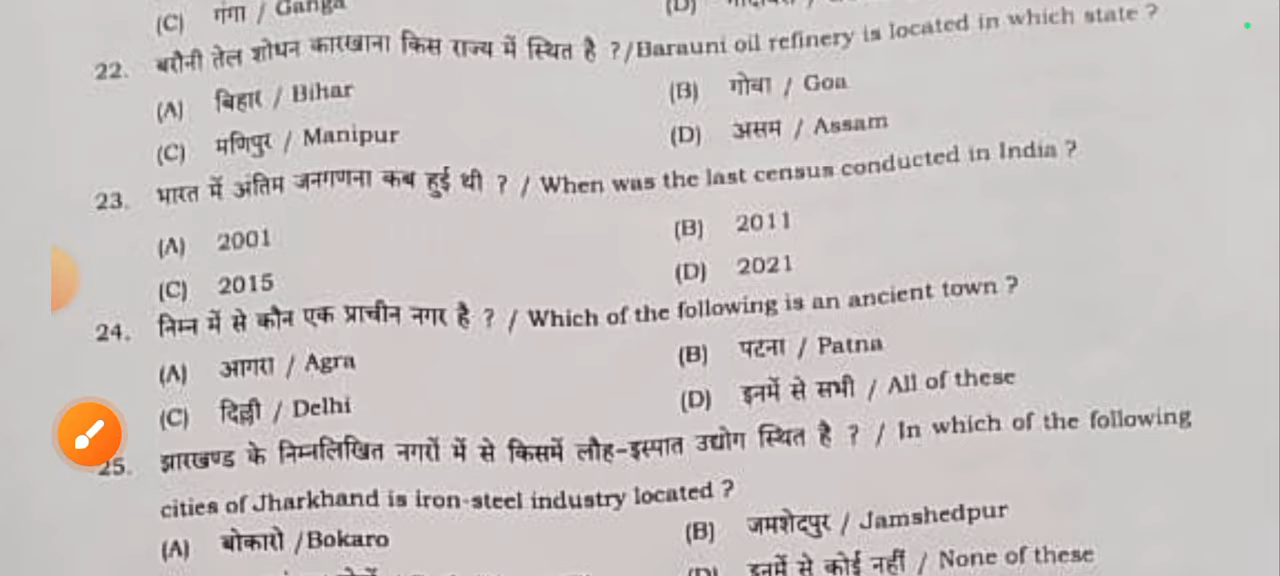 (C) गंगा / Ganga (D)
22. बरौनी तेल शोधन कारखाना किस राज्य में स्थित है ?/Barauni oil refinery is located in which state ?
(A) बिहार / Bihar (B) गोवा / Goa
(C) मणिपुर / Manipur (D) असम / Assam
23. भारत में अंतिम जनगणना कब हुई थी ? / When was the last census conducted in India ?
(A) 2001 (B) 2011
(C) 2015 (D) 2021
24. निम्न में से कौन एक प्राचीन नगर है ? / Which of the following is an ancient town ?
(A) आगरा / Agra (B) पटना / Patna
(C) दिल्ली / Delhi (D) इनमें से सभी / All of these
25. झारखण्ड के निम्नलिखित नगरों में से किसमें लौह-इस्पात उद्योग स्थित है ? / In which of the following
cities of Jharkhand is iron-steel industry located ?
(A) बोकारो /Bokaro (B) जमशेदपुर / Jamshedpur
(D) इनमें से कोई नहीं / None of these